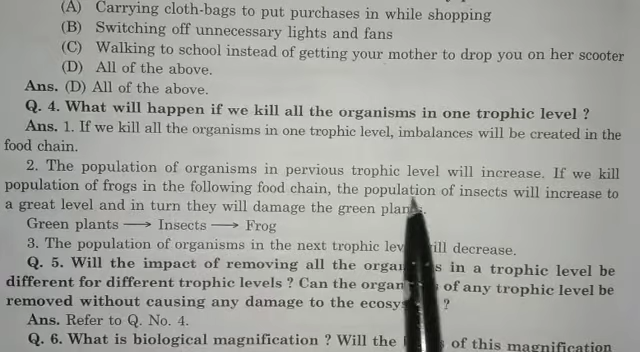 (A) Carrying cloth-bags to put purchases in while shopping
(B) Switching off unnecessary lights and fans
(C) Walking to school instead of getting your mother to drop you on her scooter
(D) All of the above.
Ans. (D) All of the above.
Q. 4. What will happen if we kill all the organisms in one trophic level ?
Ans. 1. If we kill all the organisms in one trophic level, imbalances will be created in the
food chain.
2. The population of organisms in pervious trophic level will increase. If we kill
population of frogs in the following food chain, the population of insects will increase to
a great level and in turn they will damage the green
Green plants ⟶ Insects ⟶ Frog
3. The population of organisms in the next trophic decrease.
Q. 5. Will the impact of removing all the in a trophic level be
different for different trophic levels ? Can the of any trophic level be
removed without causing any damage to the ?
Ans. Refer to Q. No. 4.
Q. 6. What is biological magnification ? Will the of this magnification